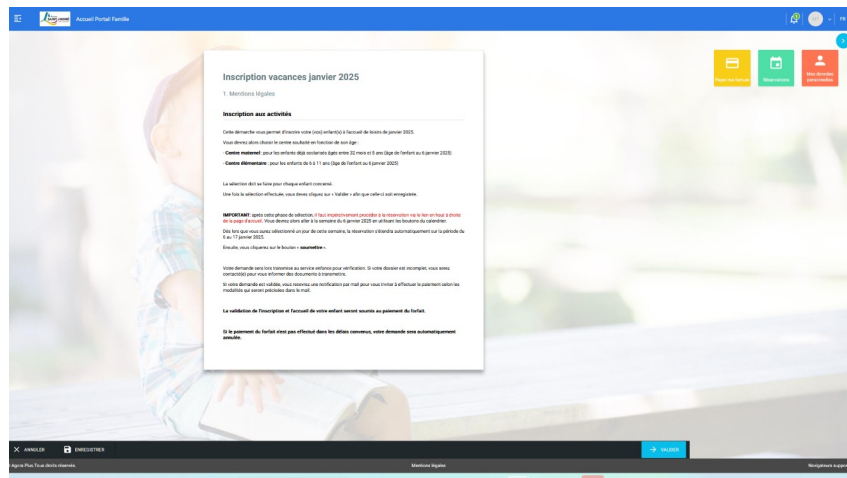 SAINT-ANDRÉ
Accueil Portail Famille
FR
Inscription vacances janvier 2025
1. Mentions légales
Payer ma facture
Réservations
Mes données personnelles
Inscription aux activités
Cette démarche vous permet d'inscrire votre (vos) enfant(s) à l'accueil de loisirs de janvier 2025.
Vous devrez alors choisir le centre souhaité en fonction de son âge :
- Centre maternel : pour les enfants déjà scolarisés âgés entre 32 mois et 5 ans (âge de l'enfant au 6 janvier 2025)
- Centre élémentaire : pour les enfants de 6 à 11 ans (âge de l'enfant au 6 janvier 2025)
La sélection doit se faire pour chaque enfant concerné.
Une fois la sélection effectuée, vous devez cliquez sur « Valider » afin que celle-ci soit enregistrée.
IMPORTANT: après cette phase de sélection, il faut impérativement procéder à la réservation via le lien en haut à droite
de la page d'accueil. Vous devrez alors aller à la semaine du 6 janvier 2025 en utilisant les boutons du calendrier.
Dès lors que vous aurez sélectionné un jour de cette semaine, la réservation s'étendra automatiquement sur la période du
6 au 17 janvier 2025.
Ensuite, vous cliquerez sur le bouton « soumettre ».
Votre demande sera lors transmise au service enfance pour vérification. Si votre dossier est incomplet, vous serez
contacté(e) pour vous informer des documents à transmettre.
Si votre demande est validée, vous recevrez une notification par mail pour vous inviter à effectuer le paiement selon les
modalités qui seront précisées dans le mail.
La validation de l'inscription et l'accueil de votre enfant seront soumis au paiement du forfait.
Si le paiement du forfait n'est pas effectué dans les délais convenus, votre demande sera automatiquement
annulée.
ANNULER
ENREGISTRER
VALIDER
Agora Plus Tous droits réservés.
Mentions légales
Navigateurs suppor